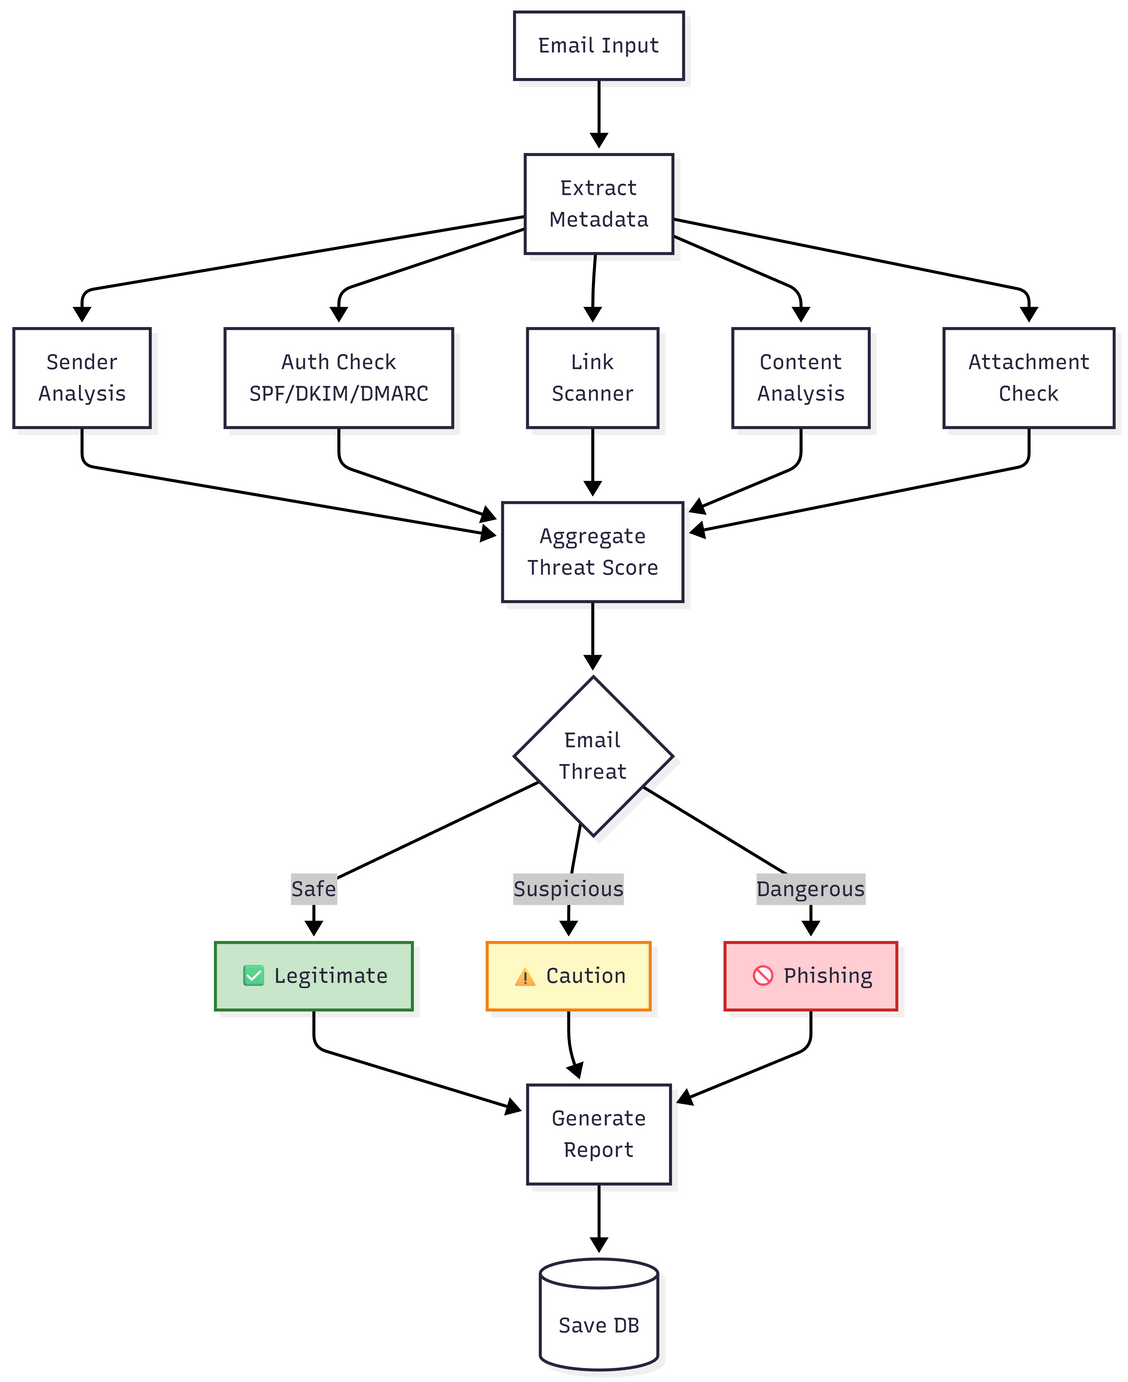 Email Input
Extract
Metadata
Sender
Analysis
Auth Check
SPF/DKIM/DMARC
Link
Scanner
Content
Analysis
Attachment
Check
Aggregate
Threat Score
Email
Threat
Safe
Suspicious
Dangerous
✅ Legitimate
⚠️ Caution
🚫 Phishing
Generate
Report
Save DB